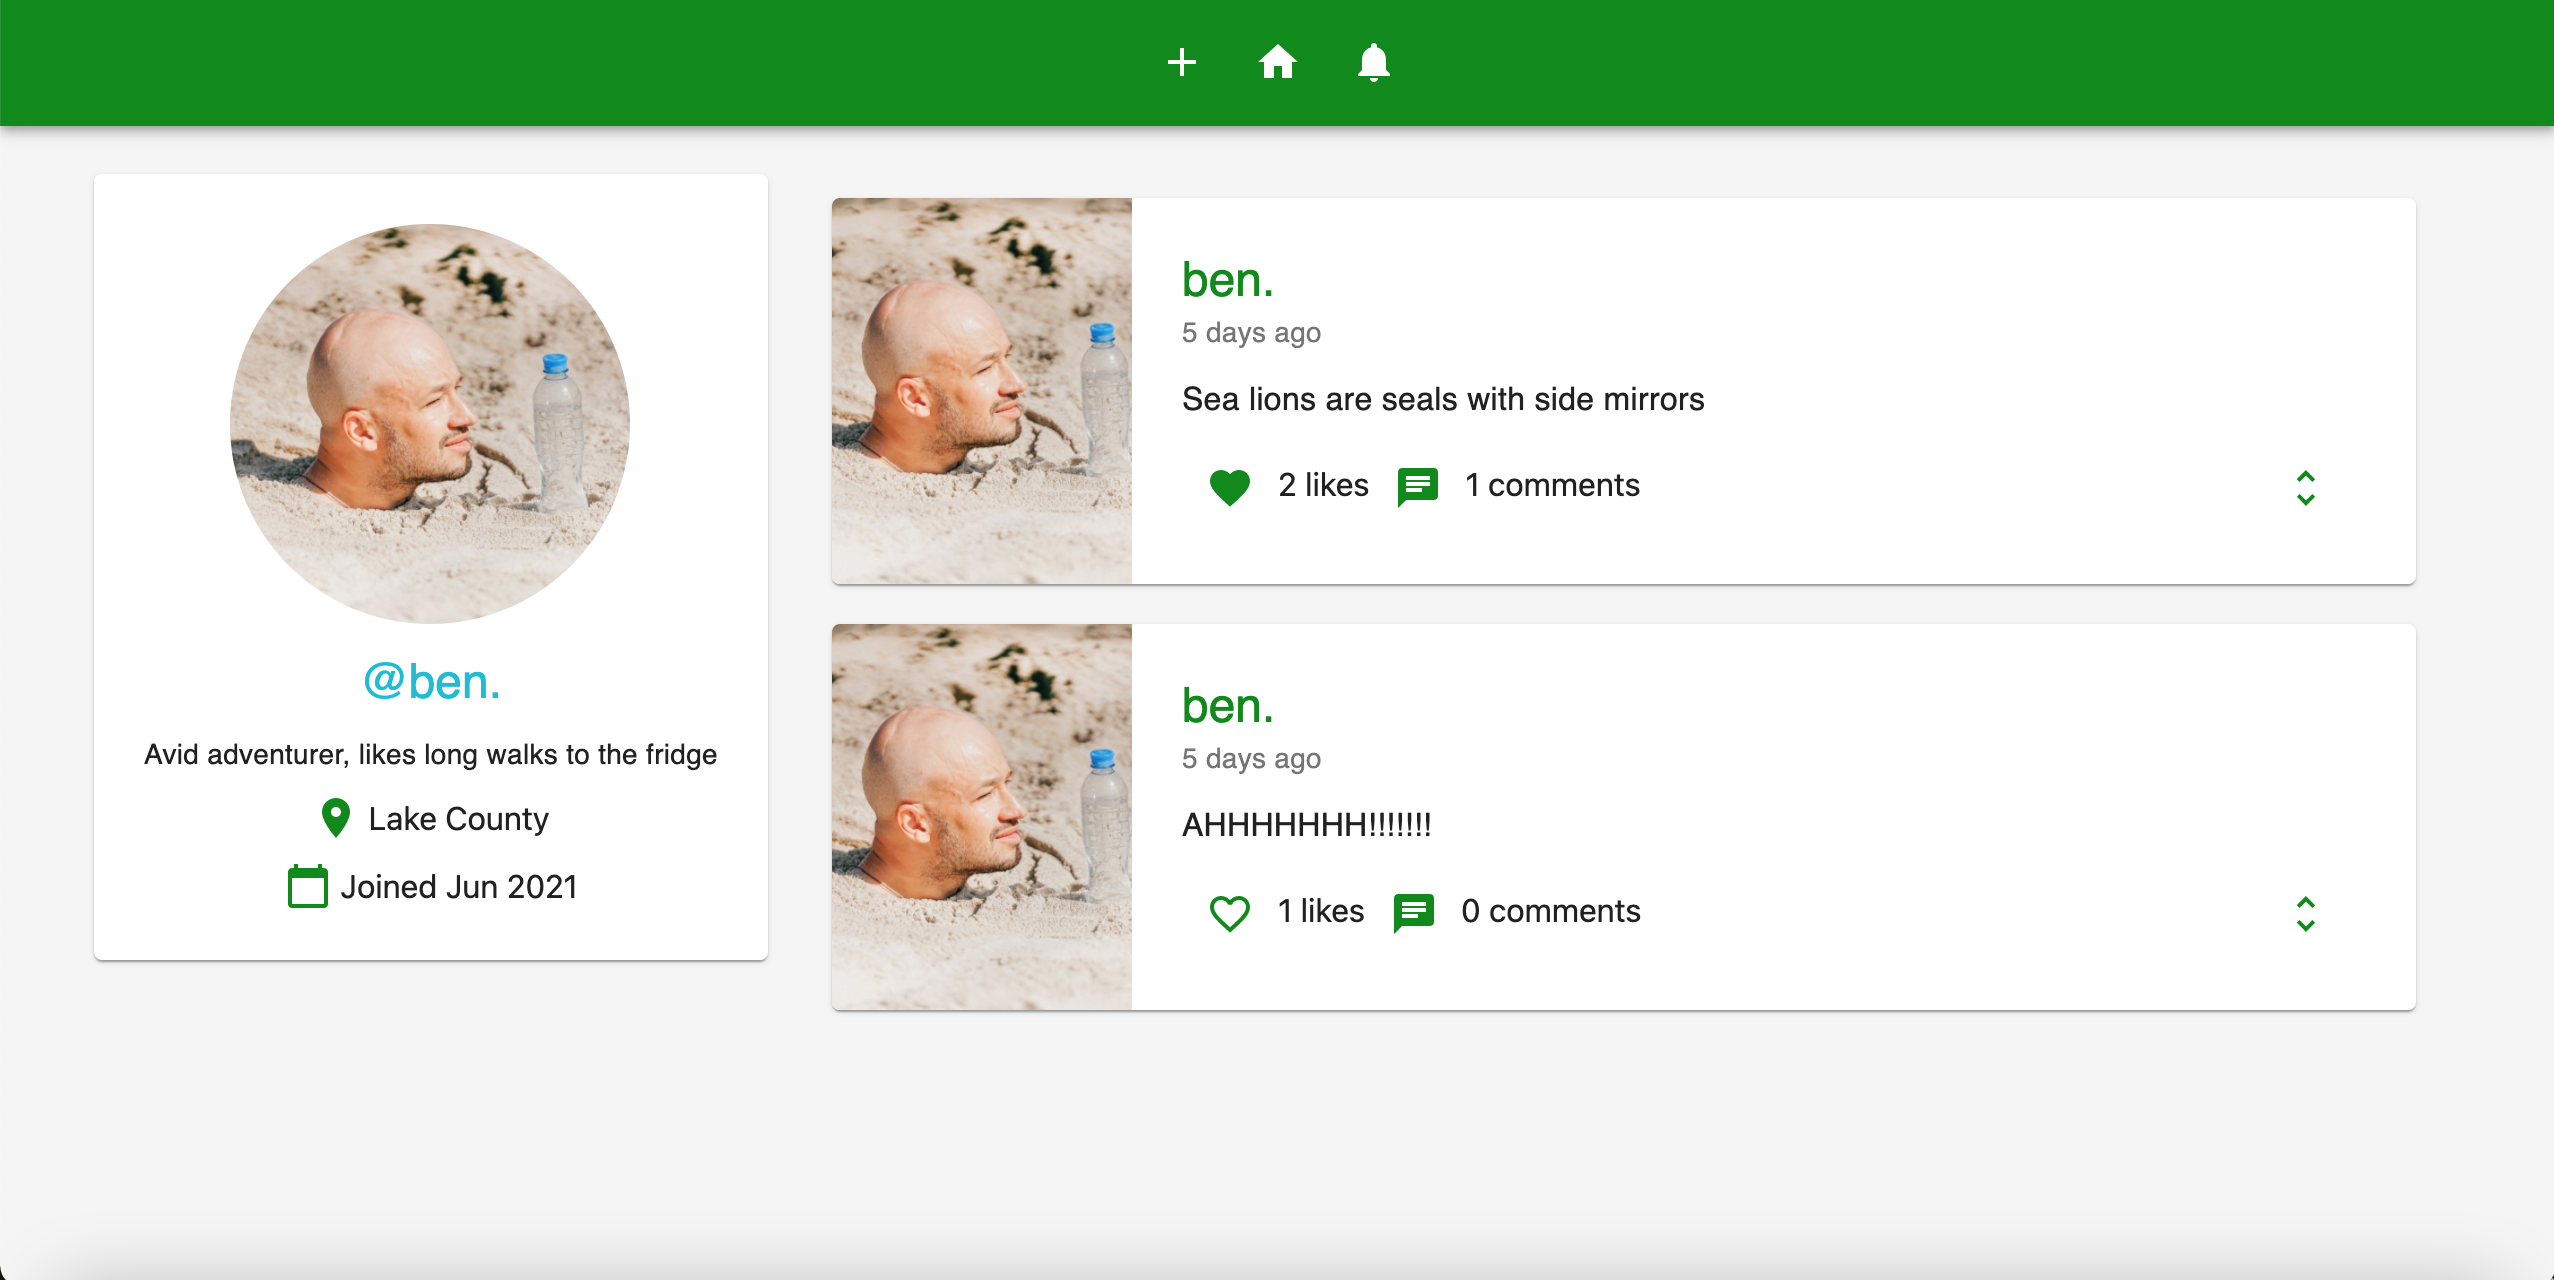 @ben.
Avid adventurer, likes long walks to the fridge
Lake County
Joined Jun 2021
ben.
5 days ago
Sea lions are seals with side mirrors
2 likes 1 comments
ben.
5 days ago
AHHHHHHH!!!!!!!
1 likes 0 comments